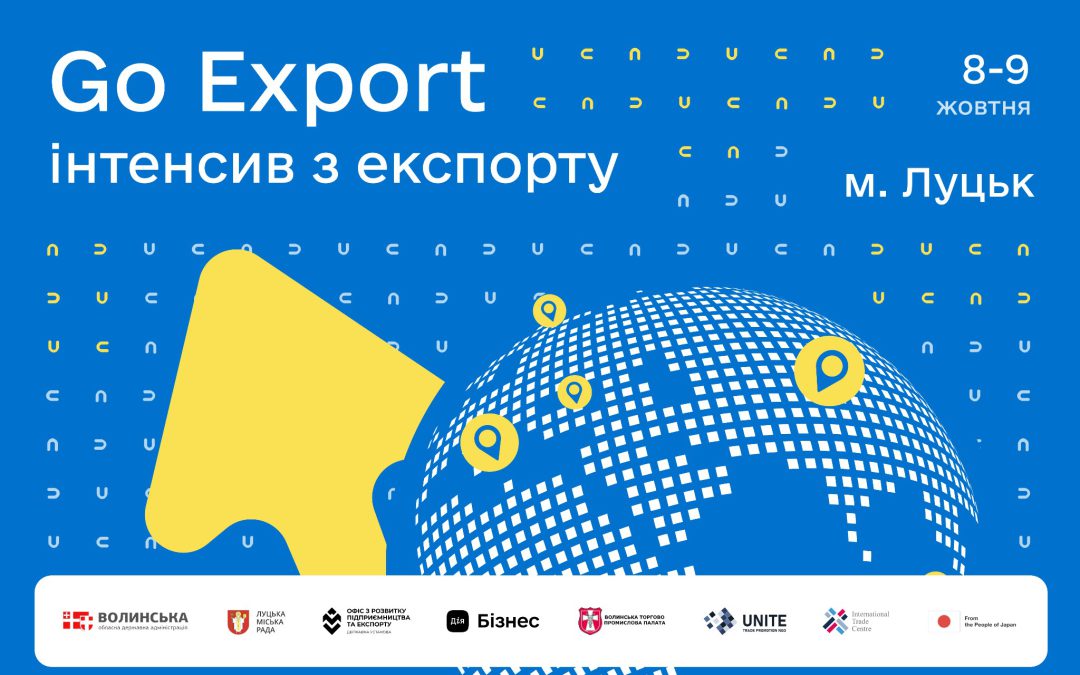 Go Export
інтенсив з експорту
8-9
жовтня
м. Луцьк
ВОЛИНСЬКА
обласна державна адміністрація
ЛУЦЬКА
МІСЬКА
РАДА
ОФІС З РОЗВИТКУ
ПІДПРИЄМНИЦТВА
ТА ЕКСПОРТУ
ДЕРЖАВНА УСТАНОВА
Дія Бізнес
ВОЛИНСЬКА ТОРГОВО
ПРОМИСЛОВА ПАЛАТА
UNITE
TRADE PROMOTION NGO
International
Trade
Centre
From
the People of Japan